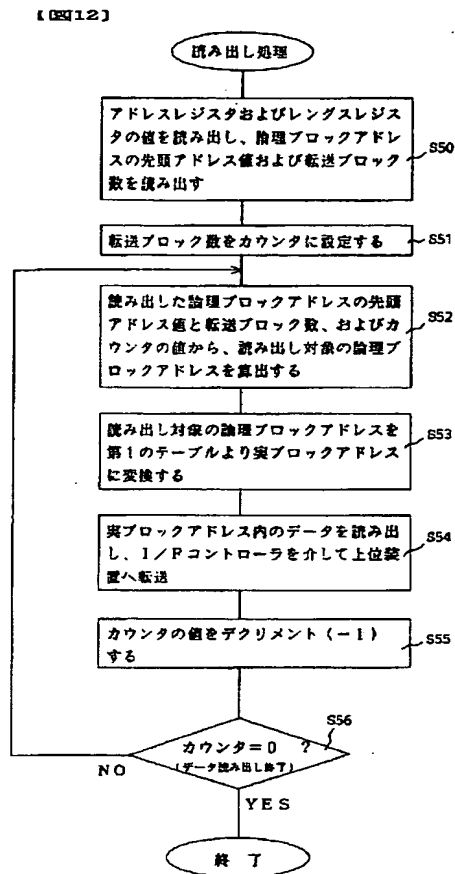 【図12】
読み出し処理
アドレスレジスタおよびレングスレジス
タの値を読み出し、論理ブロックアドレ
スの先頭アドレス値および転送ブロック
数を読み出す
S50
転送ブロック数をカウンタに設定する
S51
読み出した論理ブロックアドレスの先頭
アドレス値と転送ブロック数、およびカ
ウンタの値から、読み出し対象の論理ブ
ロックアドレスを算出する
S52
読み出し対象の論理ブロックアドレスを
第1のテーブルより実ブロックアドレス
に変換する
S53
実ブロックアドレス内のデータを読み出
し、I/Fコントローラを介して上位装
置へ転送
S54
カウンタの値をデクリメント(-1)
する
S55
S56
カウンタ=0 ?
(データ読み出し終了)
NO
YES
終了